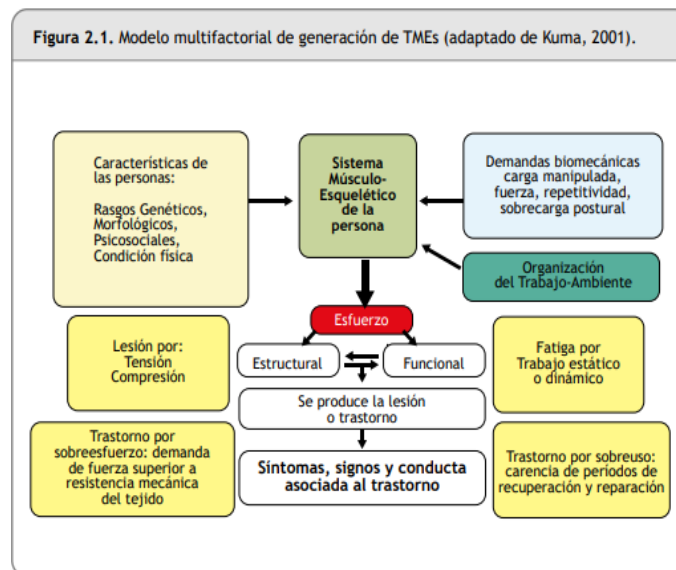 Figura 2.1. Modelo multifactorial de generación de TMEs (adaptado de Kuma, 2001).
Características de
las personas:
Rasgos Genéticos,
Morfológicos,
Psicosociales,
Condición física
Sistema
Músculo-
Esquelético
de la
persona
Demandas biomecánicas
carga manipulada,
fuerza, repetitividad,
sobrecarga postural
Organización
del Trabajo-Ambiente
Esfuerzo
Lesión por:
Tensión
Compresión
Estructural
Funcional
Fatiga por
Trabajo estático
o dinámico
Se produce la lesión
o trastorno
Trastorno por
sobreesfuerzo: demanda
de fuerza superior a
resistencia mecánica
del tejido
Síntomas, signos y conducta
asociada al trastorno
Trastorno por sobreuso:
carencia de períodos de
recuperación y reparación